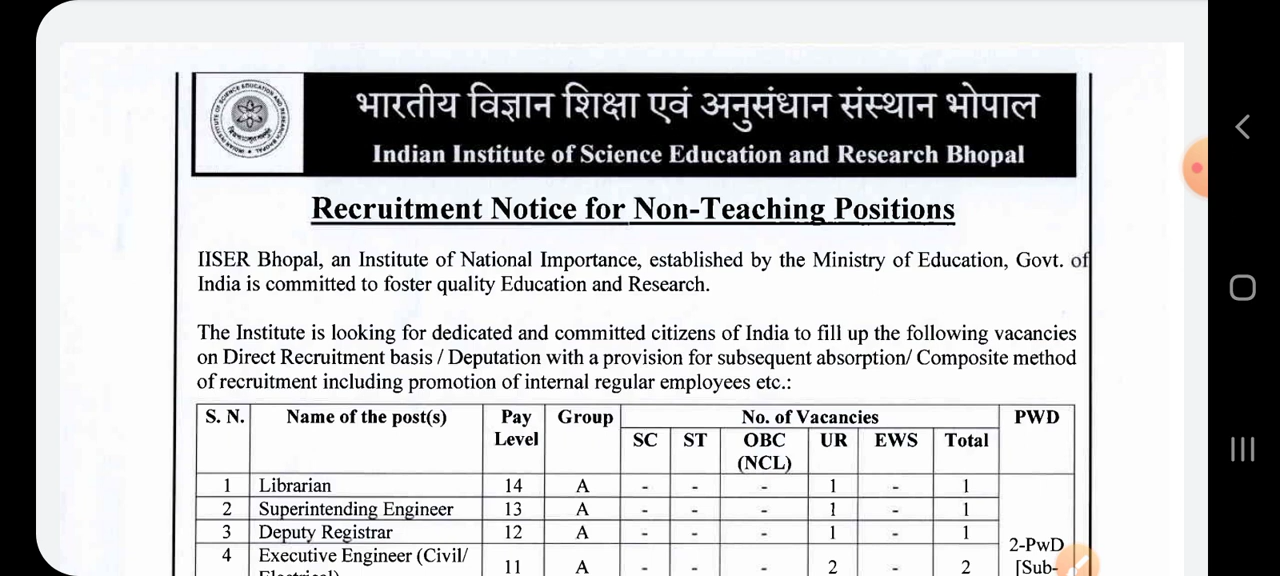 भारतीय विज्ञान शिक्षा एवं अनुसंधान संस्थान भोपाल
Indian Institute of Science Education and Research Bhopal
Recruitment Notice for Non-Teaching Positions
IISER Bhopal, an Institute of National Importance, established by the Ministry of Education, Govt. of
India is committed to foster quality Education and Research.
The Institute is looking for dedicated and committed citizens of India to fill up the following vacancies
on Direct Recruitment basis / Deputation with a provision for subsequent absorption/ Composite method
of recruitment including promotion of internal regular employees etc.:
S. N. Name of the post(s) Pay Level Group No. of Vacancies PWD
SC ST OBC (NCL) UR EWS Total
1 Librarian 14 A - - - 1 - 1
2 Superintending Engineer 13 A - - - 1 - 1
3 Deputy Registrar 12 A - - - 1 - 1
4 Executive Engineer (Civil/ 11 A - - - 2 - 2
2-PwD
[Sub-